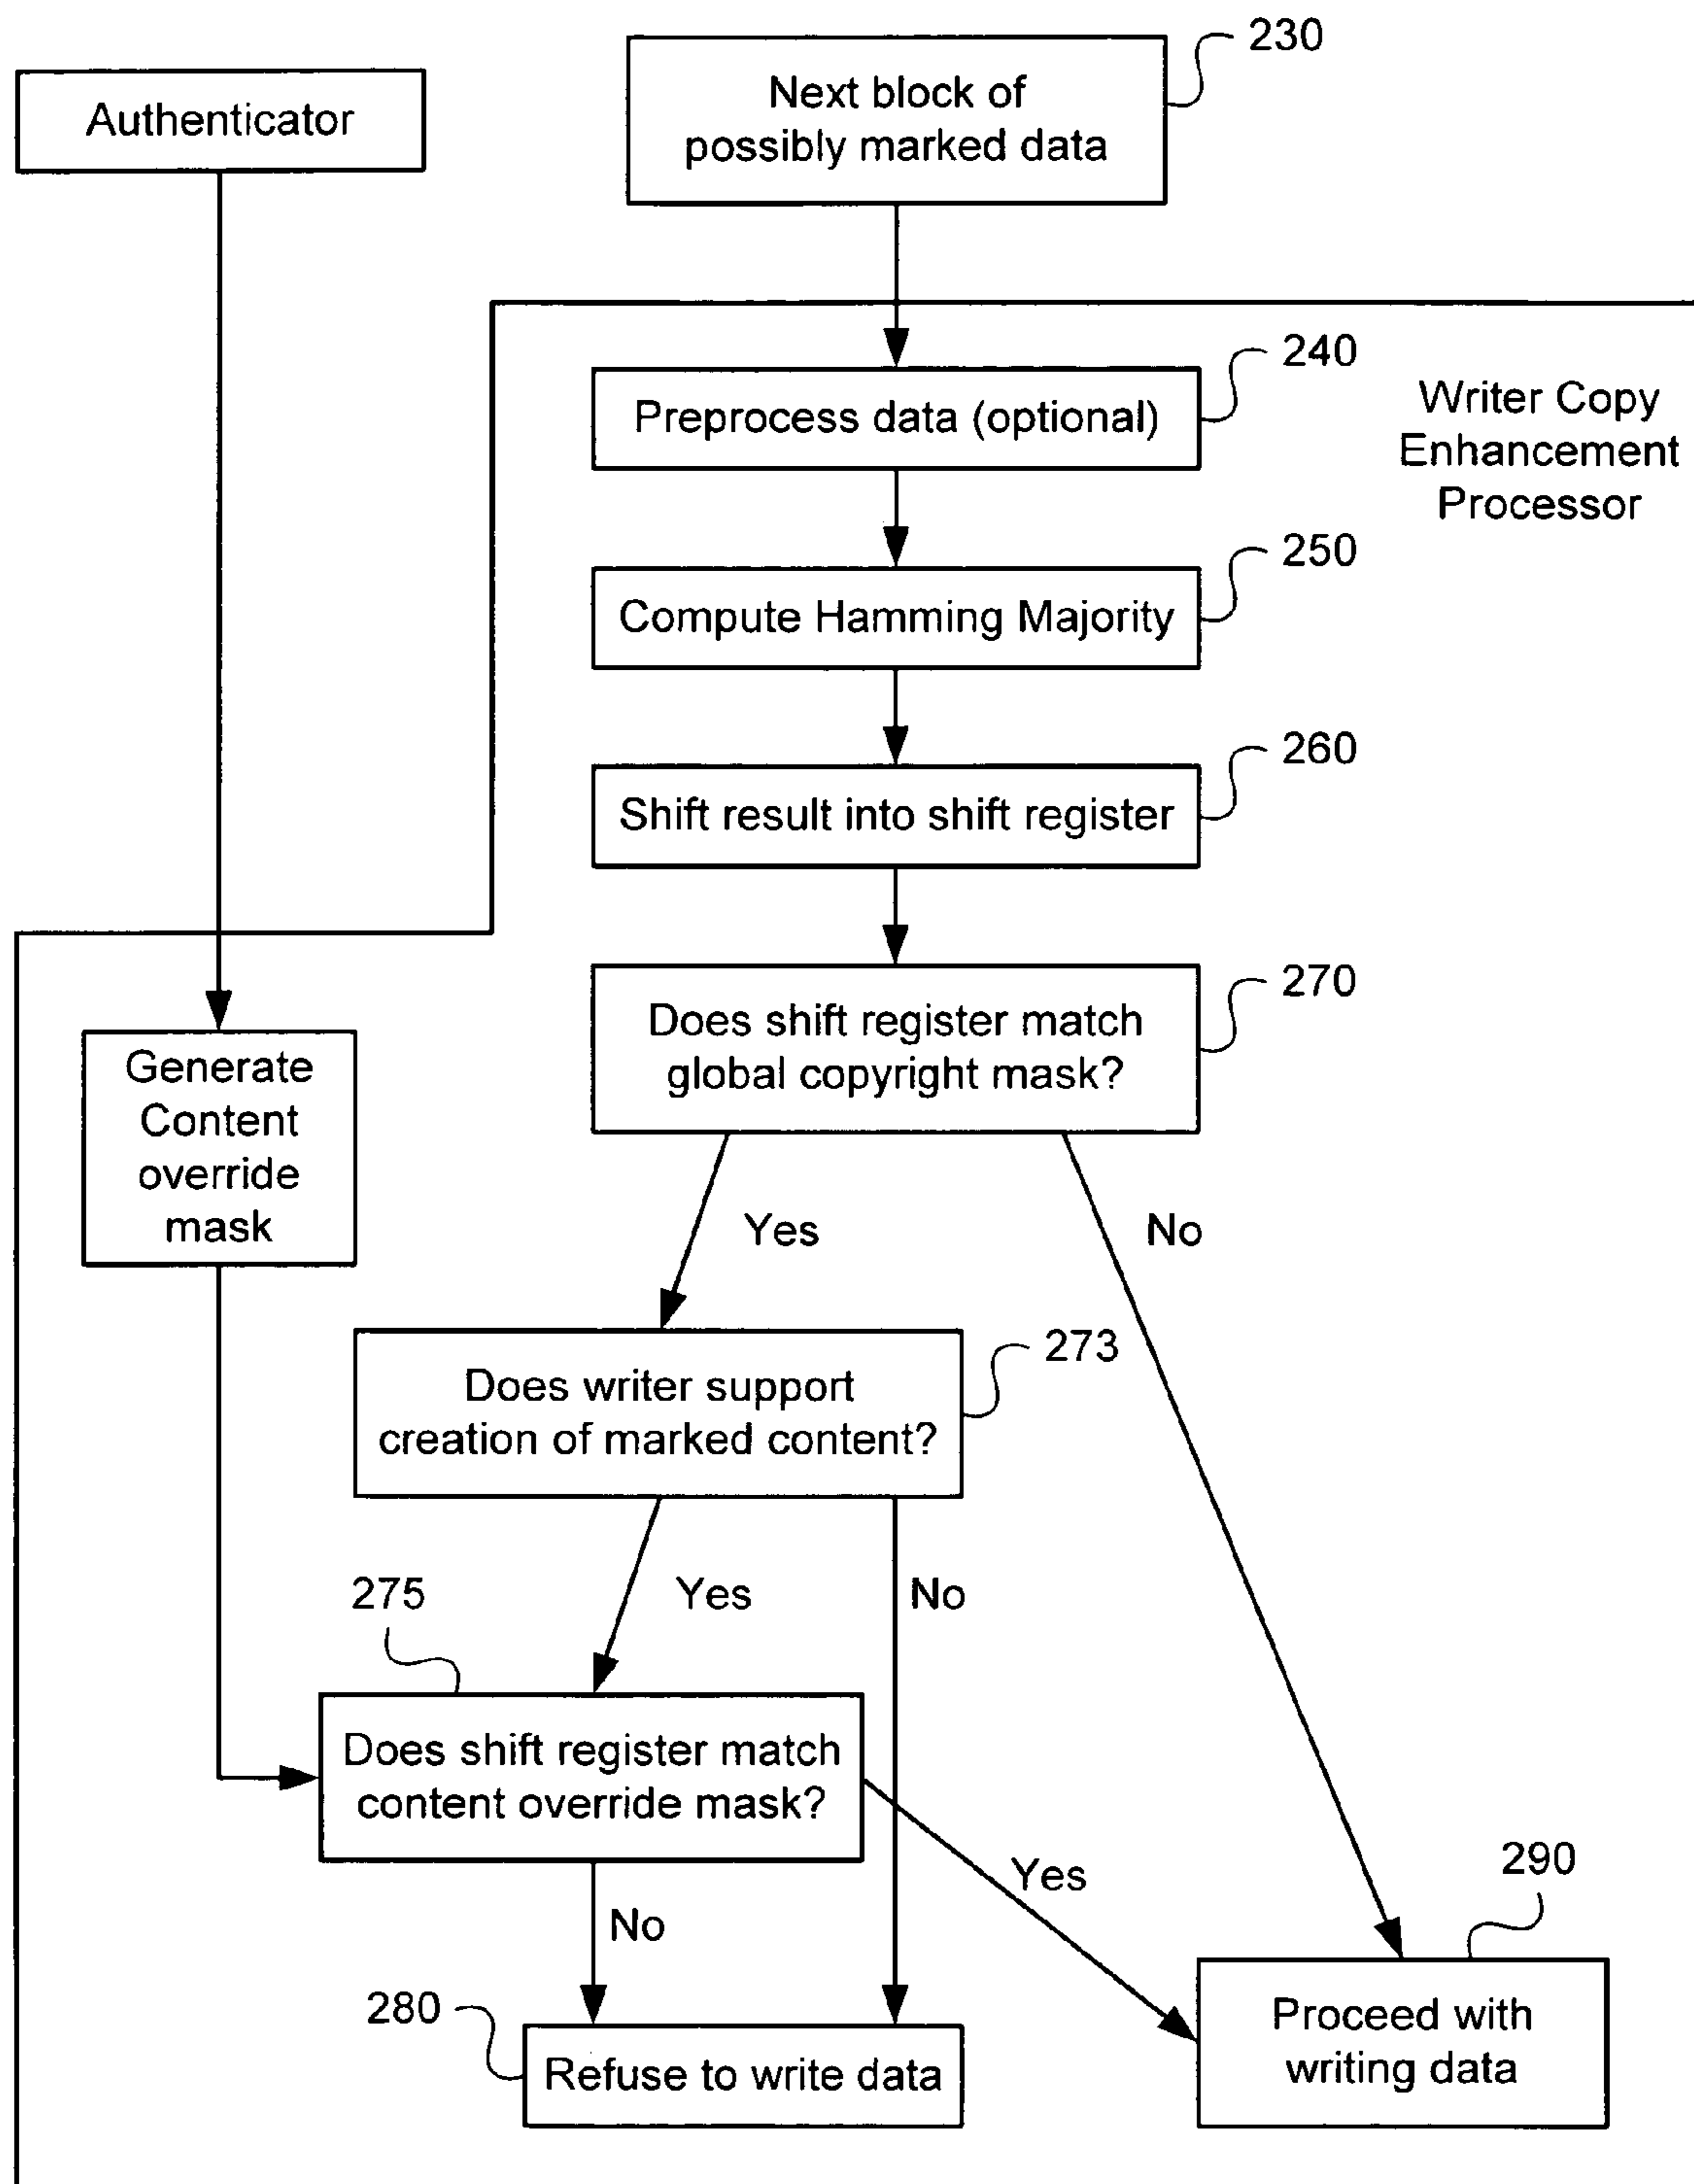 230
Authenticator
Next block of
possibly marked data
240
Preprocess data (optional)
Writer Copy
Enhancement
Processor
250
Compute Hamming Majority
260
Shift result into shift register
270
Does shift register match
global copyright mask?
Generate
Content
override
mask
Yes
No
273
Does writer support
creation of marked content?
275
Yes
No
Does shift register match
content override mask?
Yes
290
No
280
Refuse to write data
Proceed with
writing data